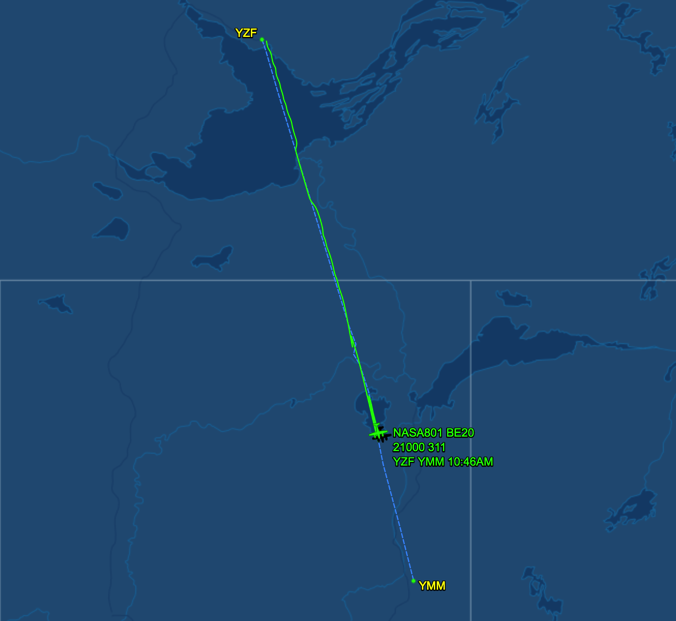 YZF
NASA801 BE20
21000 311
YZF YMM 10:46AM
YMM